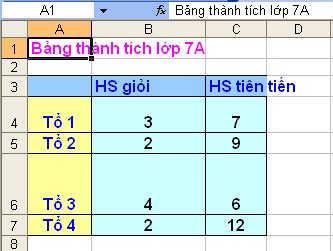 A1 fx Bảng thành tích lớp 7A
A B C D
1 Bảng thành tích lớp 7A
2
3 HS giỏi HS tiên tiến
4 Tổ 1 3 7
5 Tổ 2 2 9
6 Tổ 3 4 6
7 Tổ 4 2 12